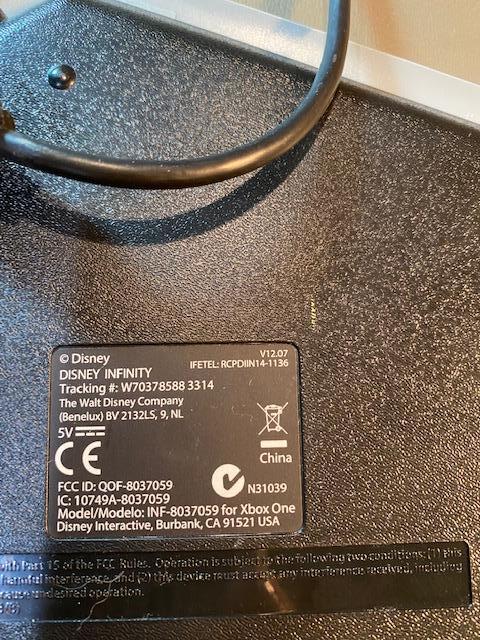 © Disney
V12.07
DISNEY INFINITY
IFETEL: RCPDIIN14-1136
Tracking #: W70378588 3314
The Walt Disney Company
(Benelux) BV 2132LS, 9, NL
5V
CE
China
FCC ID: QOF-8037059
N31039
IC: 10749A-8037059
Model/Modelo: INF-8037059 for Xbox One
Disney Interactive, Burbank, CA 91521 USA
with Part 15 of the FCC Rules. Operation is subject to the following two conditions: (1) this
harmful interference, and (2) this device must accept any interference received, including
cause undesired operation.